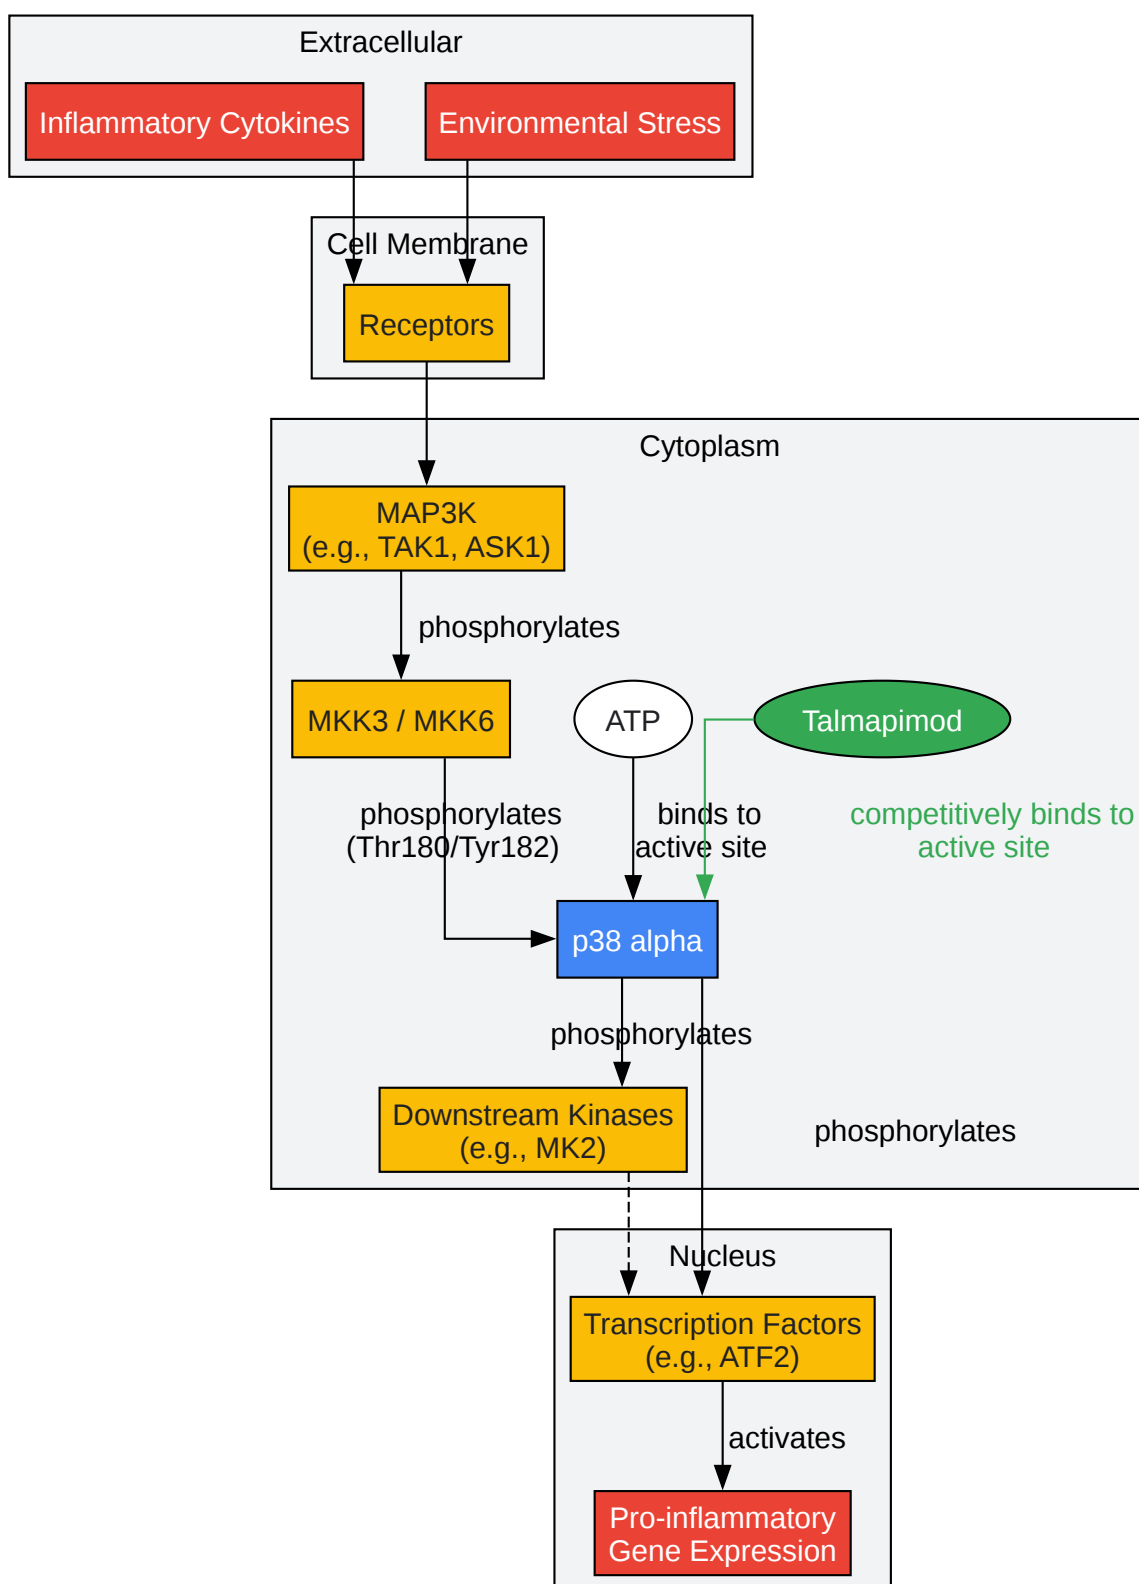 Extracellular
Inflammatory Cytokines
Environmental Stress
Cell Membrane
Receptors
Cytoplasm
MAP3K
(e.g., TAK1, ASK1)
phosphorylates
MKK3 / MKK6
ATP
Talmapimod
phosphorylates
(Thr180/Tyr182)
binds to
active site
competitively binds to
active site
p38 alpha
phosphorylates
Downstream Kinases
(e.g., MK2)
phosphorylates
Nucleus
Transcription Factors
(e.g., ATF2)
activates
Pro-inflammatory
Gene Expression